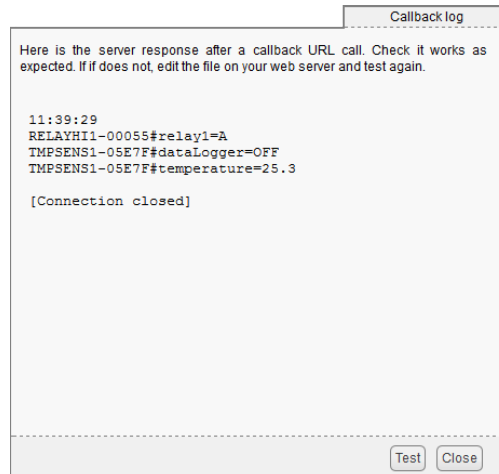 Callback log
Here is the server response after a callback URL call. Check it works as
expected. If if does not, edit the file on your web server and test again.
11:39:29
RELAYHI1-00055#relay1=A
TMPSENS1-05E7F#dataLogger=OFF
TMPSENS1-05E7F#temperature=25.3
[Connection closed]
Test Close